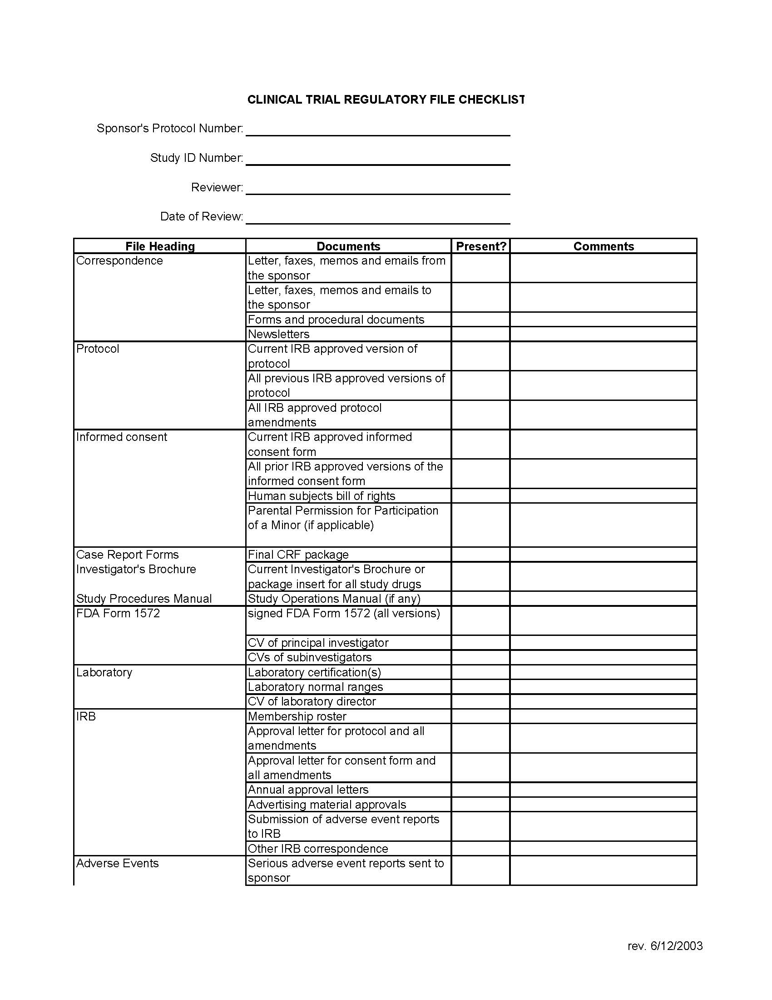 CLINICAL TRIAL REGULATORY FILE CHECKLIST
Sponsor's Protocol Number:
Study ID Number:
Reviewer:
Date of Review:
File Heading Documents Present? Comments
Correspondence Letter, faxes, memos and emails from
the sponsor
Letter, faxes, memos and emails to
the sponsor
Forms and procedural documents
Newsletters
Protocol Current IRB approved version of
protocol
All previous IRB approved versions of
protocol
All IRB approved protocol
amendments
Informed consent Current IRB approved informed
consent form
All prior IRB approved versions of the
informed consent form
Human subjects bill of rights
Parental Permission for Participation
of a Minor (if applicable)
Case Report Forms Final CRF package
Investigator's Brochure Current Investigator's Brochure or
package insert for all study drugs
Study Procedures Manual Study Operations Manual (if any)
FDA Form 1572 signed FDA Form 1572 (all versions)
CV of principal investigator
CVs of subinvestigators
Laboratory Laboratory certification(s)
Laboratory normal ranges
CV of laboratory director
IRB Membership roster
Approval letter for protocol and all
amendments
Approval letter for consent form and
all amendments
Annual approval letters
Advertising material approvals
Submission of adverse event reports
to IRB
Other IRB correspondence
Adverse Events Serious adverse event reports sent to
sponsor
rev. 6/12/2003